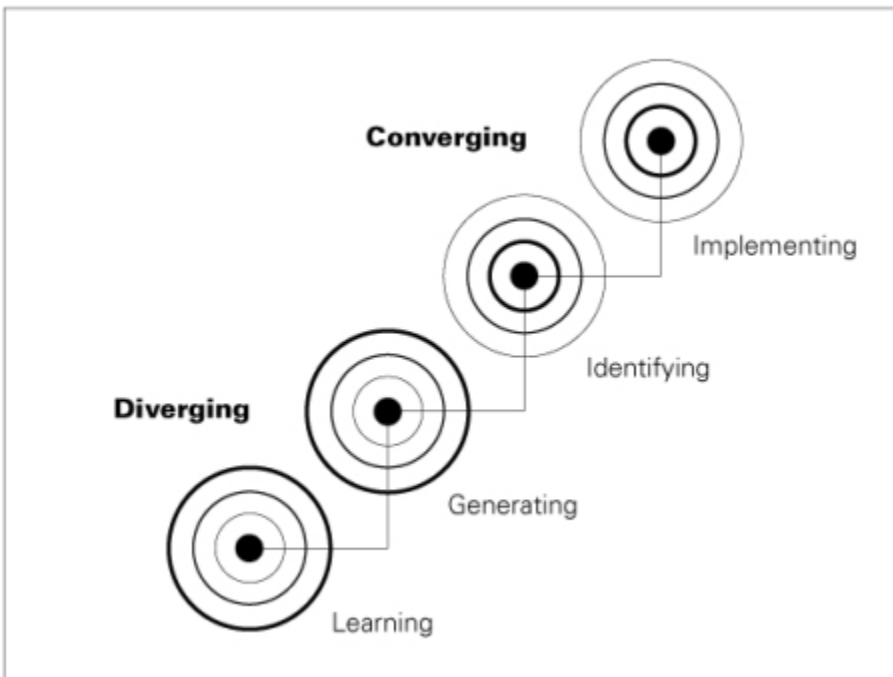 Converging
Implementing
Identifying
Diverging
Generating
Learning